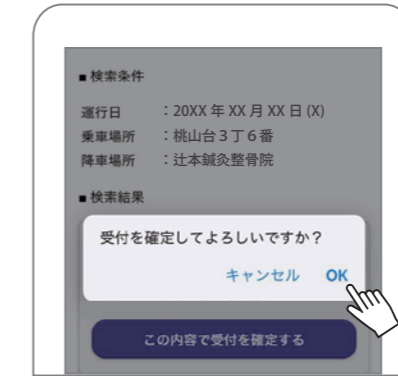 ■検索条件
運行日 ：20XX 年 XX 月 XX 日 (X)
乗車場所 ：桃山台３丁６番
降車場所 ：辻本鍼灸整骨院
■検索結果
受付を確定してよろしいですか？
キャンセル OK
この内容で受付を確定する